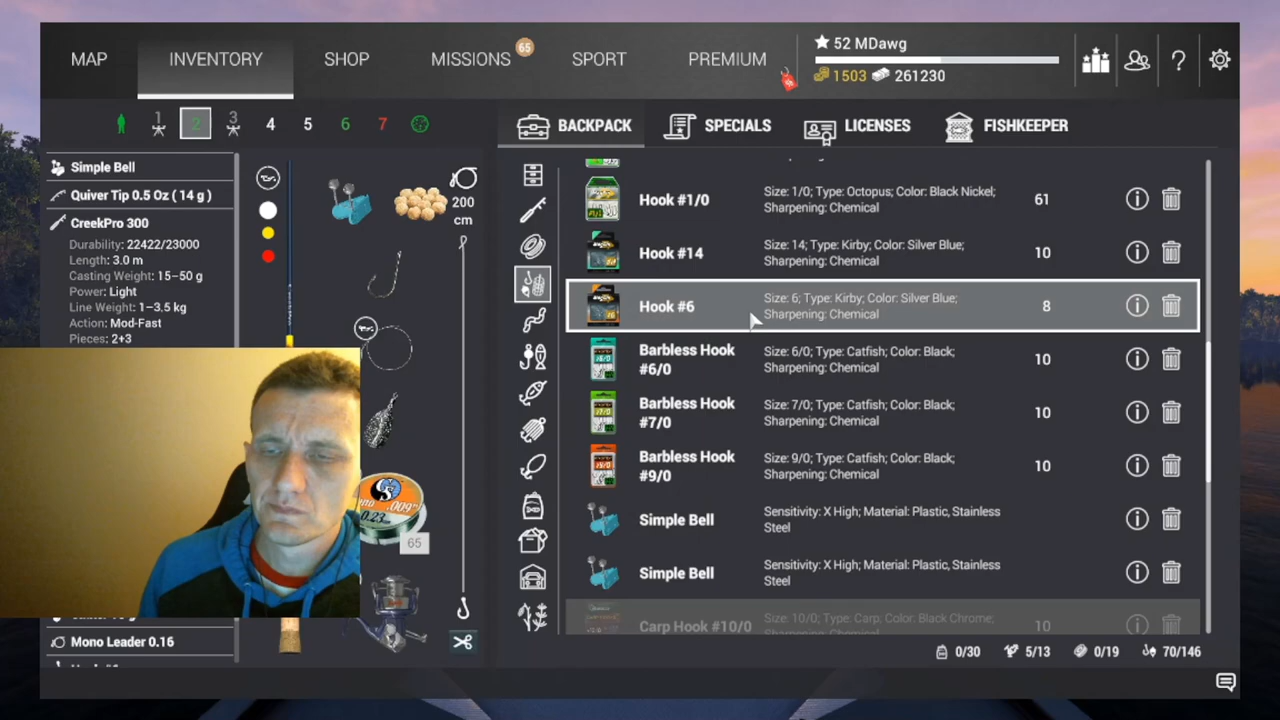 MAP
INVENTORY
SHOP
MISSIONS
65
SPORT
PREMIUM
52 MDawg
1503 261230
?
1 2 3 4 5 6 7
BACKPACK
SPECIALS
LICENSES
FISHKEEPER
Simple Bell
Quiver Tip 0.5 Oz ( 14 g )
CreekPro 300
Durability: 22422/23000
Length: 3.0 m
Casting Weight: 15–50 g
Power: Light
Line Weight: 1–3.5 kg
Action: Mod-Fast
Pieces: 2+3
Mono Leader 0.16
200
cm
.009"
0.23
65
Hook #1/0
Size: 1/0; Type: Octopus; Color: Black Nickel;
Sharpening: Chemical
61
Hook #14
Size: 14; Type: Kirby; Color: Silver Blue;
Sharpening: Chemical
10
Hook #6
Size: 6; Type: Kirby; Color: Silver Blue;
Sharpening: Chemical
8
Barbless Hook
#6/0
Size: 6/0; Type: Catfish; Color: Black;
Sharpening: Chemical
10
Barbless Hook
#7/0
Size: 7/0; Type: Catfish; Color: Black;
Sharpening: Chemical
10
Barbless Hook
#9/0
Size: 9/0; Type: Catfish; Color: Black;
Sharpening: Chemical
10
Simple Bell
Sensitivity: X High; Material: Plastic, Stainless
Steel
Simple Bell
Sensitivity: X High; Material: Plastic, Stainless
Steel
Carp Hook #10/0
Size: 10/0; Type: Carp; Color: Black Chrome;
10
0/30
5/13
0/19
70/146